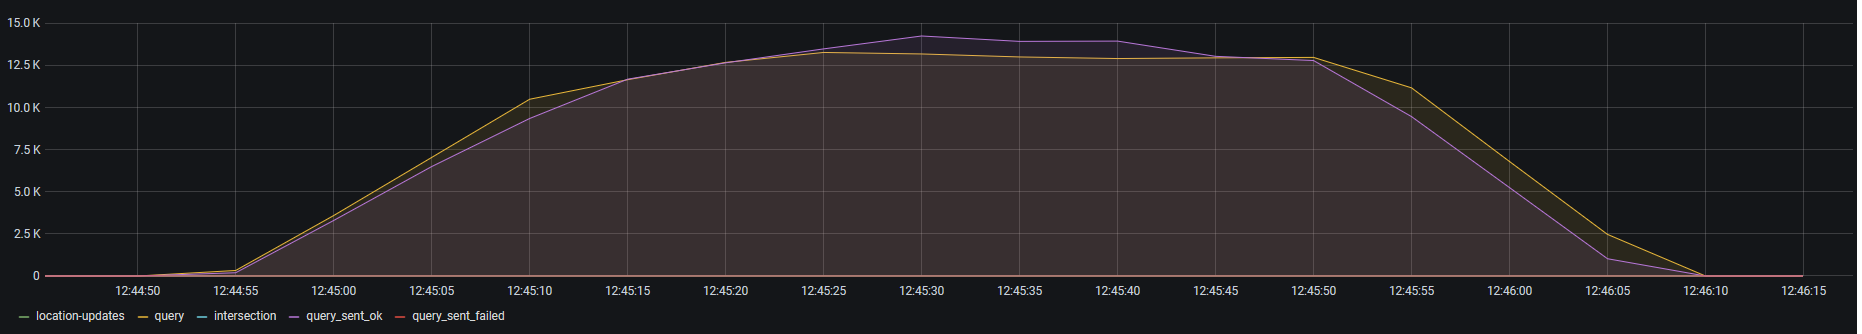 15.0 K
12.5 K
10.0 K
7.5 K
5.0 K
2.5 K
0
12:44:50 12:44:55 12:45:00 12:45:05 12:45:10 12:45:15 12:45:20 12:45:25 12:45:30 12:45:35 12:45:40 12:45:45 12:45:50 12:45:55 12:46:00 12:46:05 12:46:10 12:46:15
location-updates query intersection query_sent_ok query_sent_failed